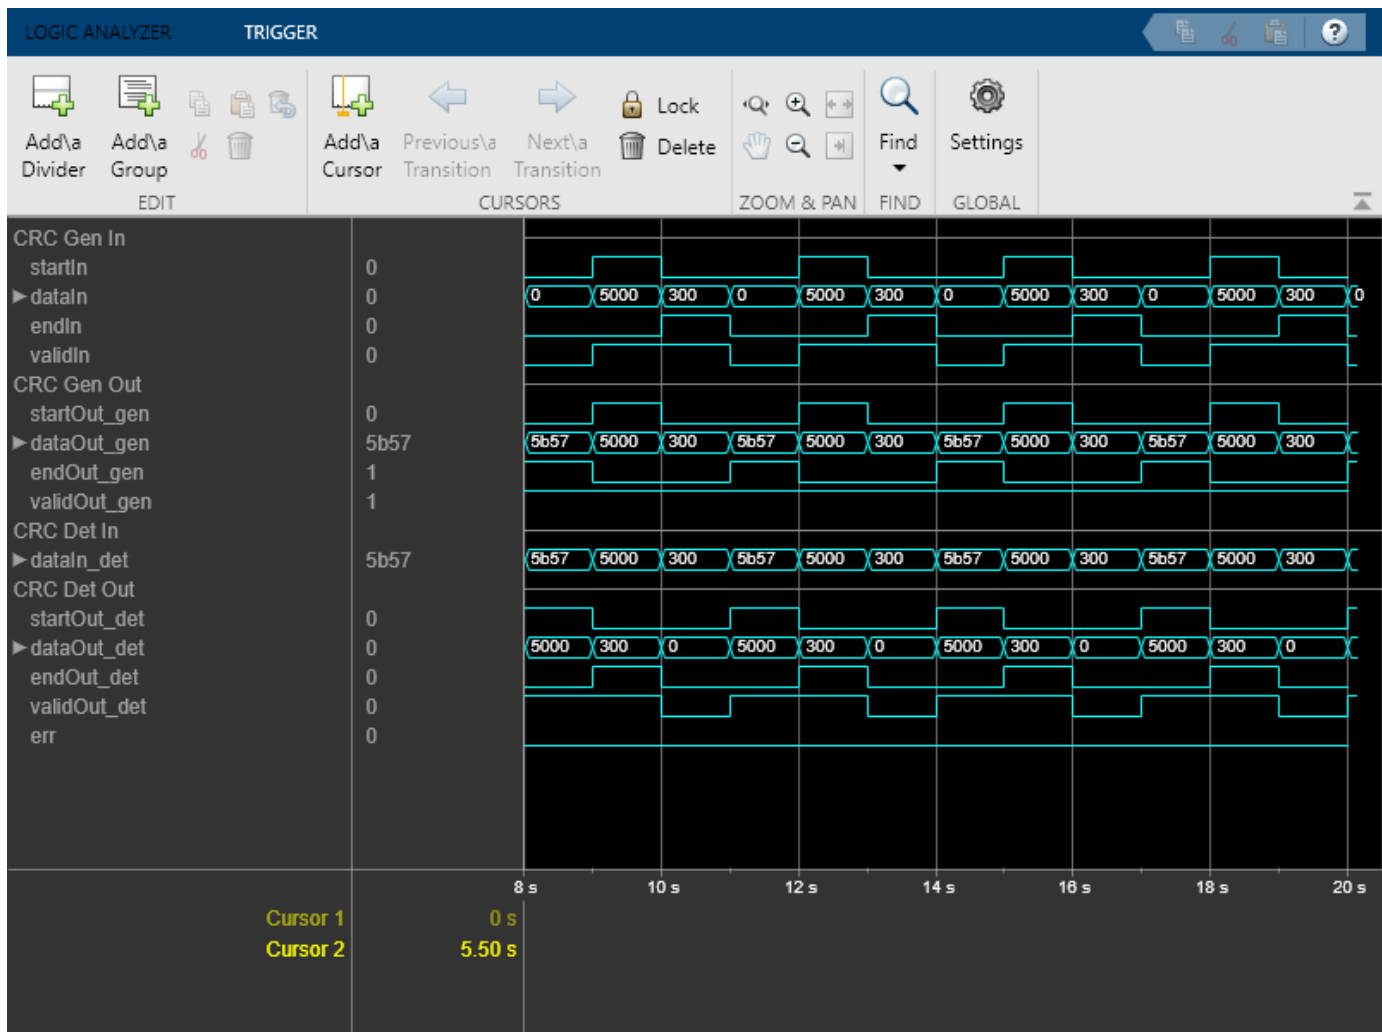 LOGIC ANALYZER TRIGGER ?
Add\a Divider Add\a Group Add\a Cursor Previous\a Transition Next\a Transition Lock Delete Find Settings
EDIT CURSORS ZOOM & PAN FIND GLOBAL
CRC Gen In
startIn 0
dataIn 0 0 5000 300 0 5000 300 0 5000 300 0 5000 300 0
endIn 0
validIn 0
CRC Gen Out
startOut_gen 0
dataOut_gen 5b57 5b57 5000 300 5b57 5000 300 5b57 5000 300 5b57 5000 300
endOut_gen 1
validOut_gen 1
CRC Det In
dataIn_det 5b57 5b57 5000 300 5b57 5000 300 5b57 5000 300 5b57 5000 300
CRC Det Out
startOut_det 0
dataOut_det 0 5000 300 0 5000 300 0 5000 300 0 5000 300 0
endOut_det 0
validOut_det 0
err 0
8 s 10 s 12 s 14 s 16 s 18 s 20 s
Cursor 1 0 s
Cursor 2 5.50 s